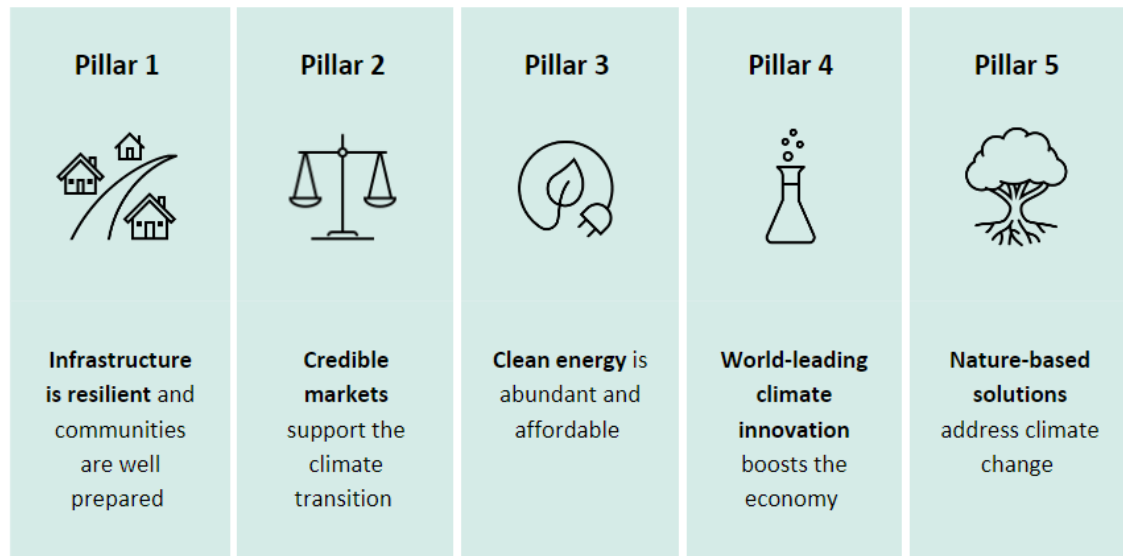 Pillar 1
Infrastructure
is resilient and
communities
are well
prepared
Pillar 2
Credible
markets
support the
climate
transition
Pillar 3
Clean energy is
abundant and
affordable
Pillar 4
World-leading
climate
innovation
boosts the
economy
Pillar 5
Nature-based
solutions
address climate
change